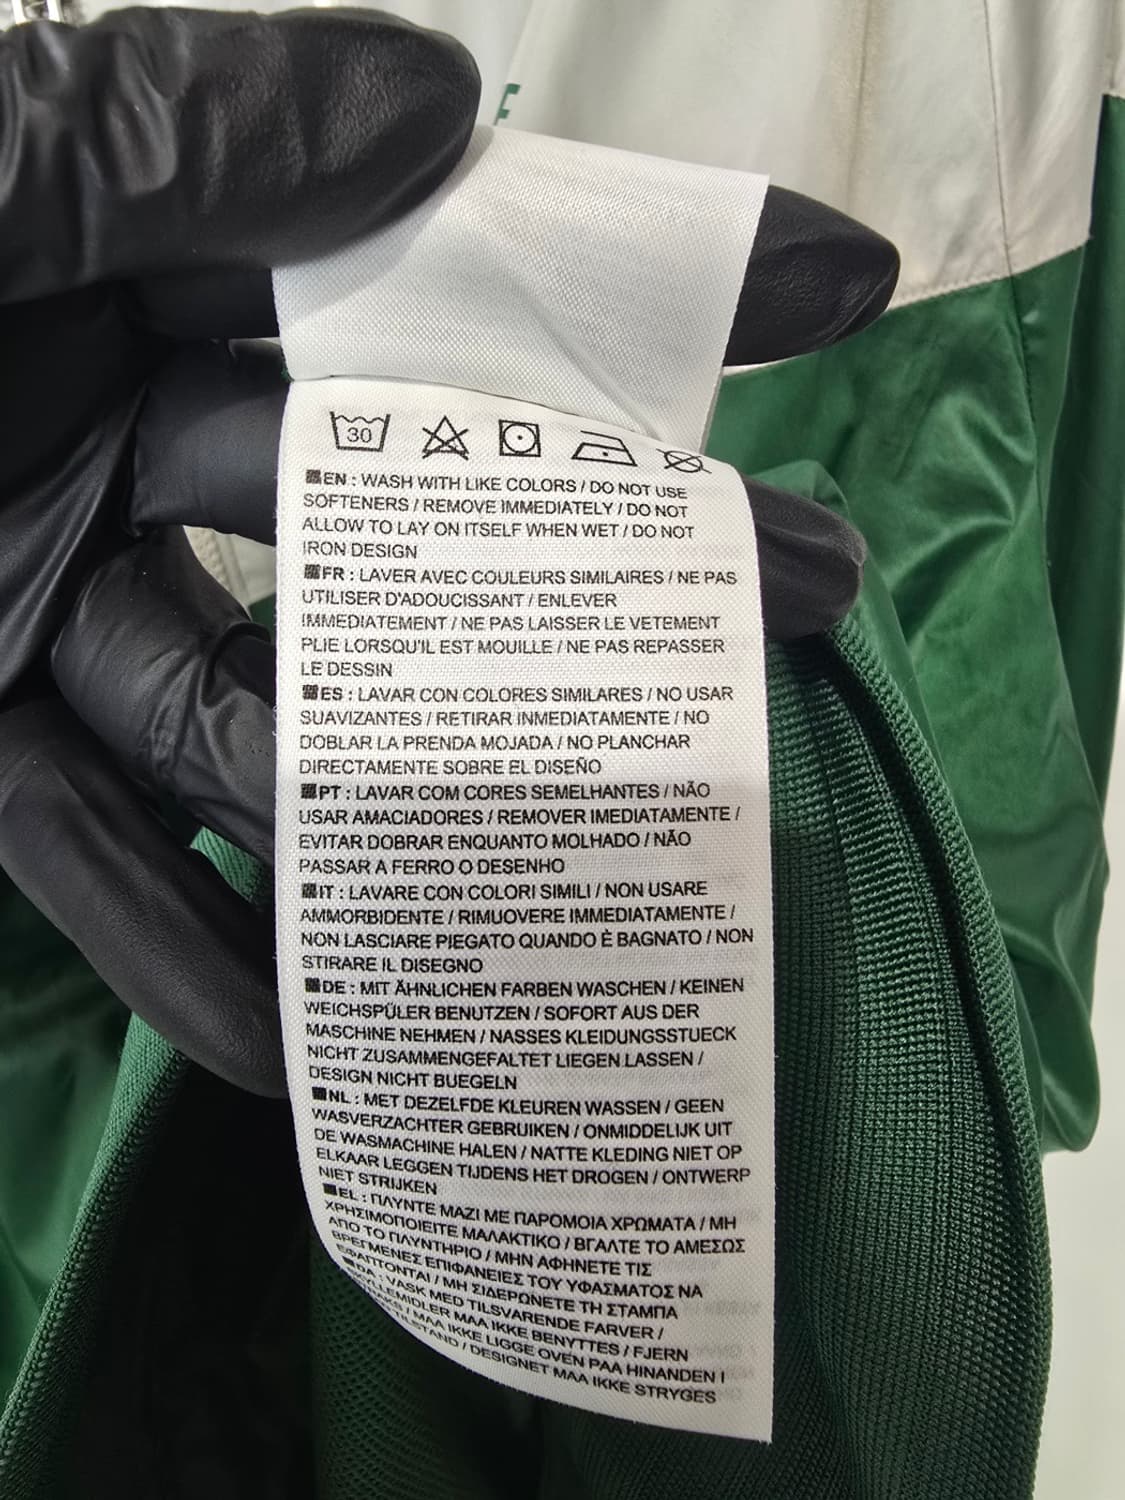 F
30
EN : WASH WITH LIKE COLORS / DO NOT USE
SOFTENERS / REMOVE IMMEDIATELY / DO NOT
ALLOW TO LAY ON ITSELF WHEN WET / DO NOT
IRON DESIGN
FR : LAVER AVEC COULEURS SIMILAIRES / NE PAS
UTILISER D'ADOUCISSANT / ENLEVER
IMMEDIATEMENT / NE PAS LAISSER LE VETEMENT
PLIE LORSQU'IL EST MOUILLE / NE PAS REPASSER
LE DESSIN
ES : LAVAR CON COLORES SIMILARES / NO USAR
SUAVIZANTES / RETIRAR INMEDIATAMENTE / NO
DOBLAR LA PRENDA MOJADA / NO PLANCHAR
DIRECTAMENTE SOBRE EL DISEÑO
PT : LAVAR COM CORES SEMELHANTES / NÃO
USAR AMACIADORES / REMOVER IMEDIATAMENTE /
EVITAR DOBRAR ENQUANTO MOLHADO / NÃO
PASSAR A FERRO O DESENHO
IT : LAVARE CON COLORI SIMILI / NON USARE
AMMORBIDENTE / RIMUOVERE IMMEDIATAMENTE /
NON LASCIARE PIEGATO QUANDO È BAGNATO / NON
STIRARE IL DISEGNO
DE : MIT ÄHNLICHEN FARBEN WASCHEN / KEINEN
WEICHSPÜLER BENUTZEN / SOFORT AUS DER
MASCHINE NEHMEN / NASSES KLEIDUNGSSTUECK
NICHT ZUSAMMENGEFALTET LIEGEN LASSEN /
DESIGN NICHT BUEGELN
NL : MET DEZELFDE KLEUREN WASSEN / GEEN
WASVERZACHTER GEBRUIKEN / ONMIDDELIJK UIT
DE WASMACHINE HALEN / NATTE KLEDING NIET OP
ELKAAR LEGGEN TIJDENS HET DROGEN / ONTWERP
NIET STRIJKEN
EL : ΠΛΥΝΤΕ ΜΑΖΙ ΜΕ ΠΑΡΟΜΟΙΑ ΧΡΩΜΑΤΑ / ΜΗ
ΧΡΗΣΙΜΟΠΟΙΕΙΤΕ ΜΑΛΑΚΤΙΚΟ / ΒΓΑΛΤΕ ΤΟ ΑΜΕΣΩΣ
ΑΠΟ ΤΟ ΠΛΥΝΤΗΡΙΟ / ΜΗΝ ΑΦΗΝΕΤΕ ΤΙΣ
ΒΡΕΓΜΕΝΕΣ ΕΠΙΦΑΝΕΙΕΣ ΤΟΥ ΥΦΑΣΜΑΤΟΣ ΝΑ
ΕΦΑΠΤΟΝΤΑΙ / ΜΗ ΣΙΔΕΡΩΝΕΤΕ ΤΗ ΣΤΑΜΠΑ
DA : VASK MED TILSVARENDE FARVER /
SKYLLEMIDLER MAA IKKE BENYTTES / FJERN
/ MAA IKKE LIGGE OVEN PAA HINANDEN I
TILSTAND / DESIGNET MAA IKKE STRYGES